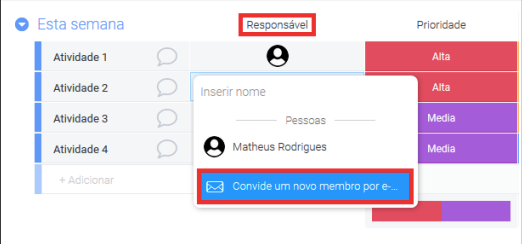 Esta semana
Responsável
Prioridade
Atividade 1
Alta
Atividade 2
Alta
Inserir nome
Atividade 3
Media
Pessoas
Atividade 4
Matheus Rodrigues
Media
+ Adicionar
Convide um novo membro por e-...